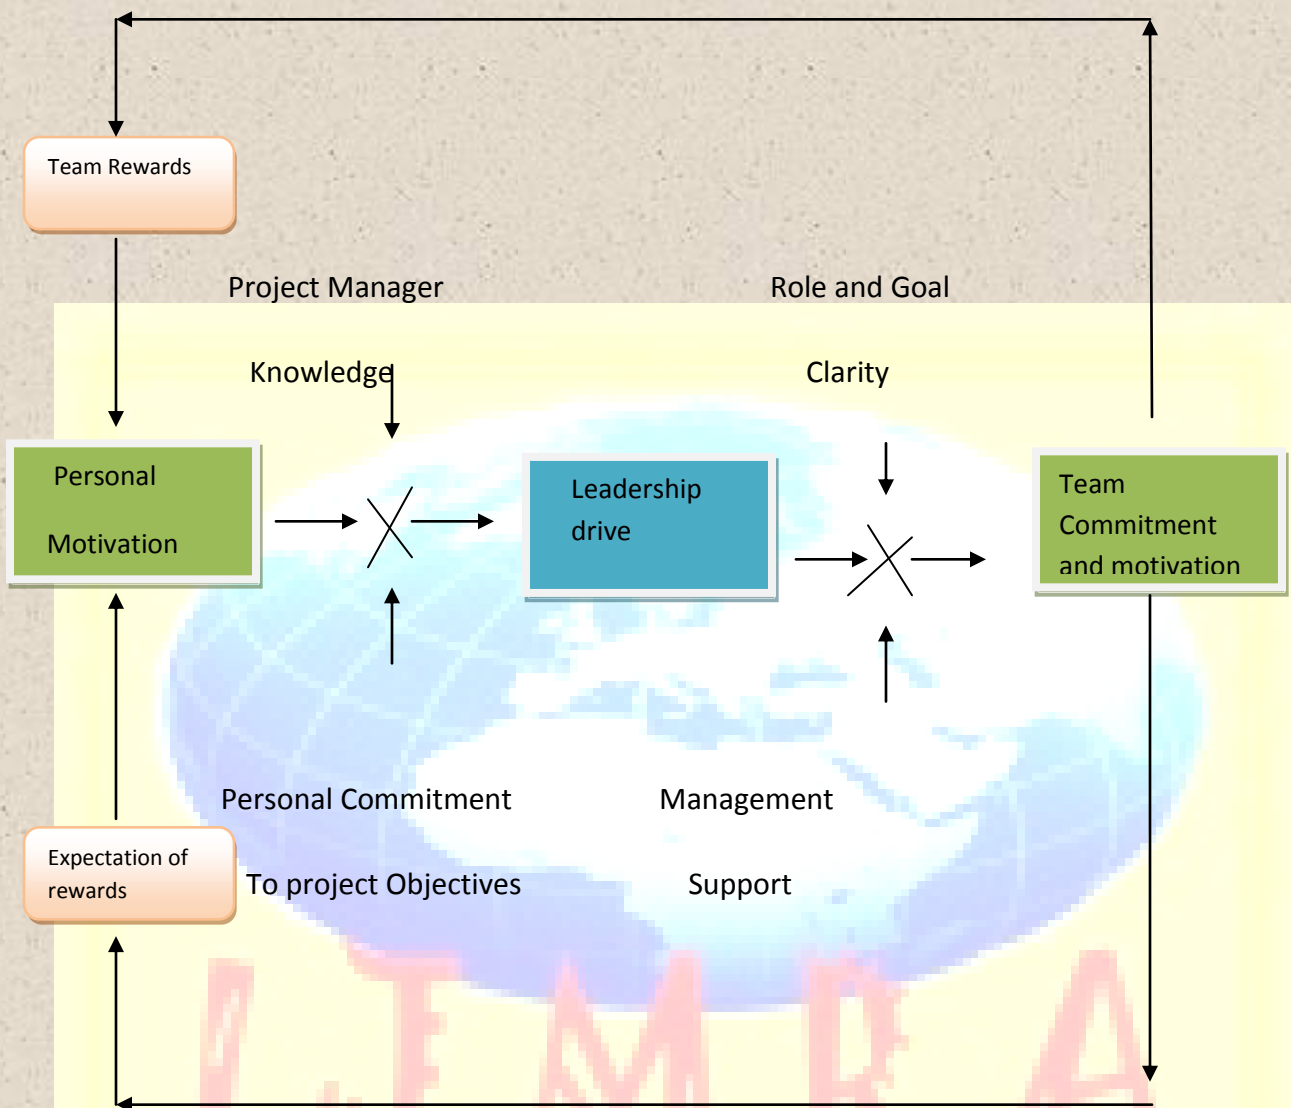 Team Rewards
Project Manager
Role and Goal
Knowledge
Clarity
Personal
Motivation
Leadership
drive
Team
Commitment
and motivation
Personal Commitment
Management
Expectation of
rewards
To project Objectives
Support